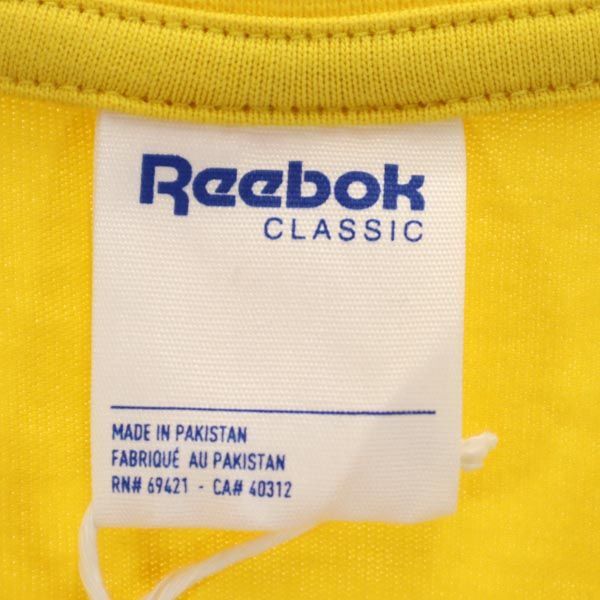 Reebok
CLASSIC
MADE IN PAKISTAN
FABRIQUÉ AU PAKISTAN
RN# 69421 - CA# 40312